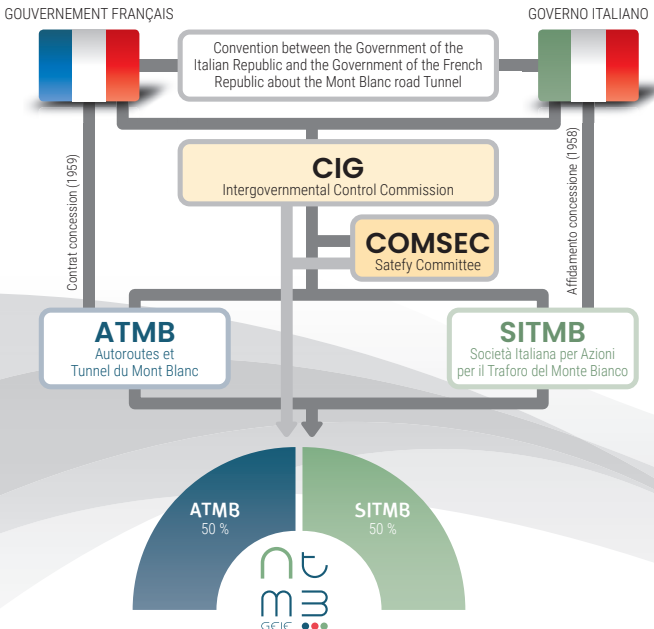 GOUVERNEMENT FRANÇAIS
GOVERNO ITALIANO
Convention between the Government of the
Italian Republic and the Government of the French
Republic about the Mont Blanc road Tunnel
Contrat concession (1959)
Affidamento concessione (1958)
CIG
Intergovernmental Control Commission
COMSEC
Satefy Committee
ATMB
Autoroutes et
Tunnel du Mont Blanc
SITMB
Società Italiana per Azioni
per il Traforo del Monte Bianco
ATMB
50 %
SITMB
50 %
tmb
GEIE